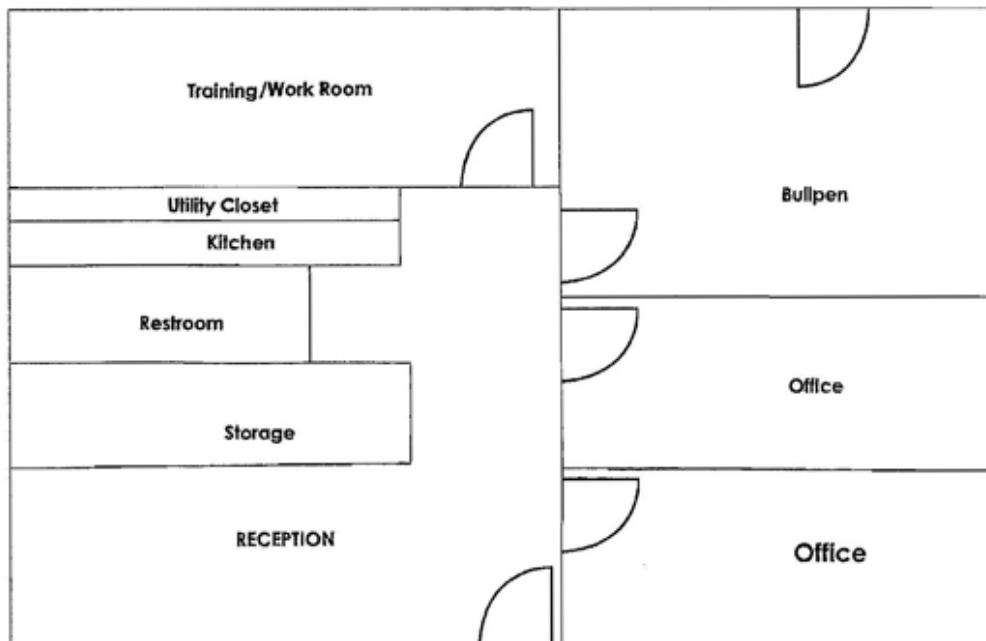 Training/Work Room
Utility Closet
Kitchen
Restroom
Storage
RECEPTION
Bullpen
Office
Office